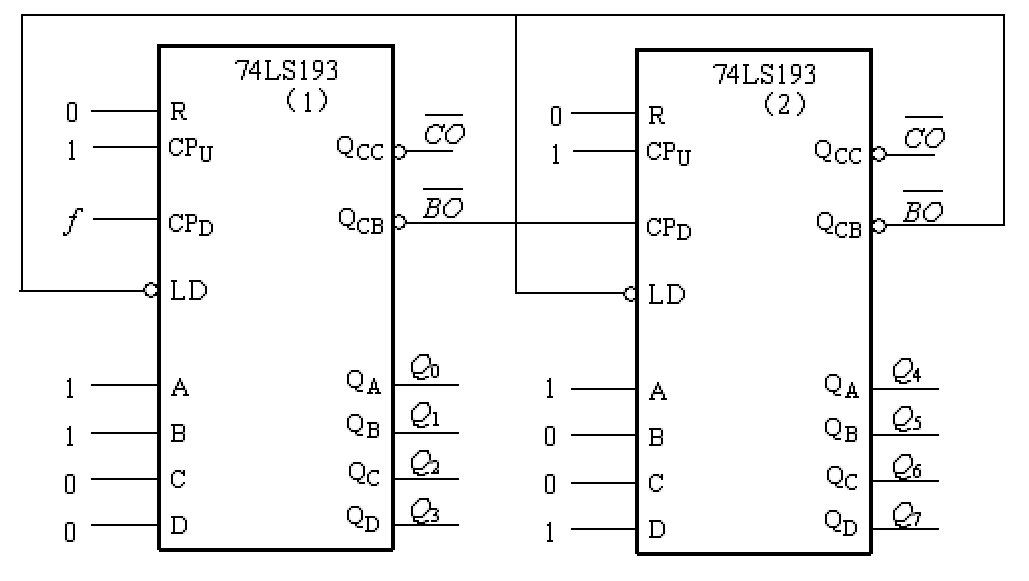 74LS193
(1)
0 R
1 CPU
QCC CO
f CPD
QCB BO
LD
1 A QA Q0
1 B QB Q1
0 C QC Q2
0 D QD Q3
74LS193
(2)
0 R
1 CPU
QCC CO
CPD
QCB BO
LD
1 A QA Q4
0 B QB Q5
0 C QC Q6
1 D QD Q7